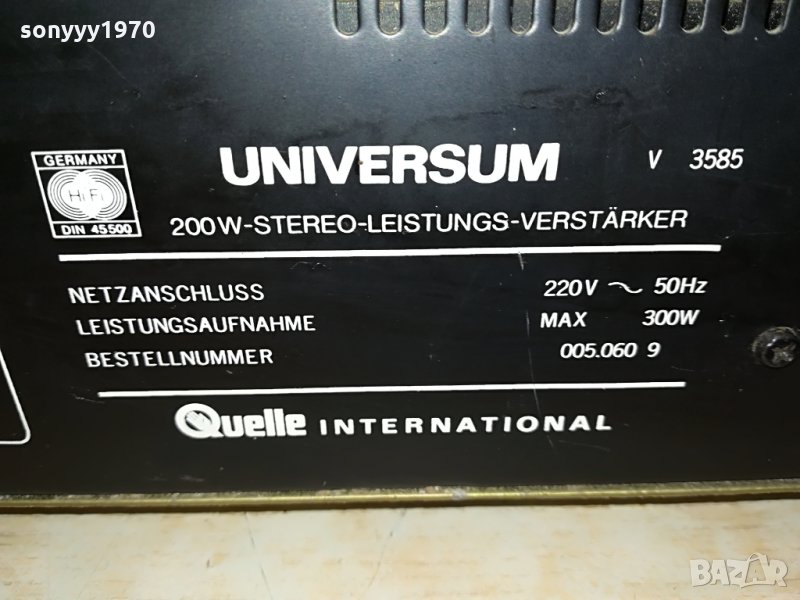 sonyyy1970
GERMANY
HiFi
DIN 45500
UNIVERSUM V 3585
200W-STEREO-LEISTUNGS-VERSTÄRKER
NETZANSCHLUSS 220V ~ 50Hz
LEISTUNGSAUFNAHME MAX 300W
BESTELLNUMMER 005.060 9
Quelle INTERNATIONAL
BAZAR